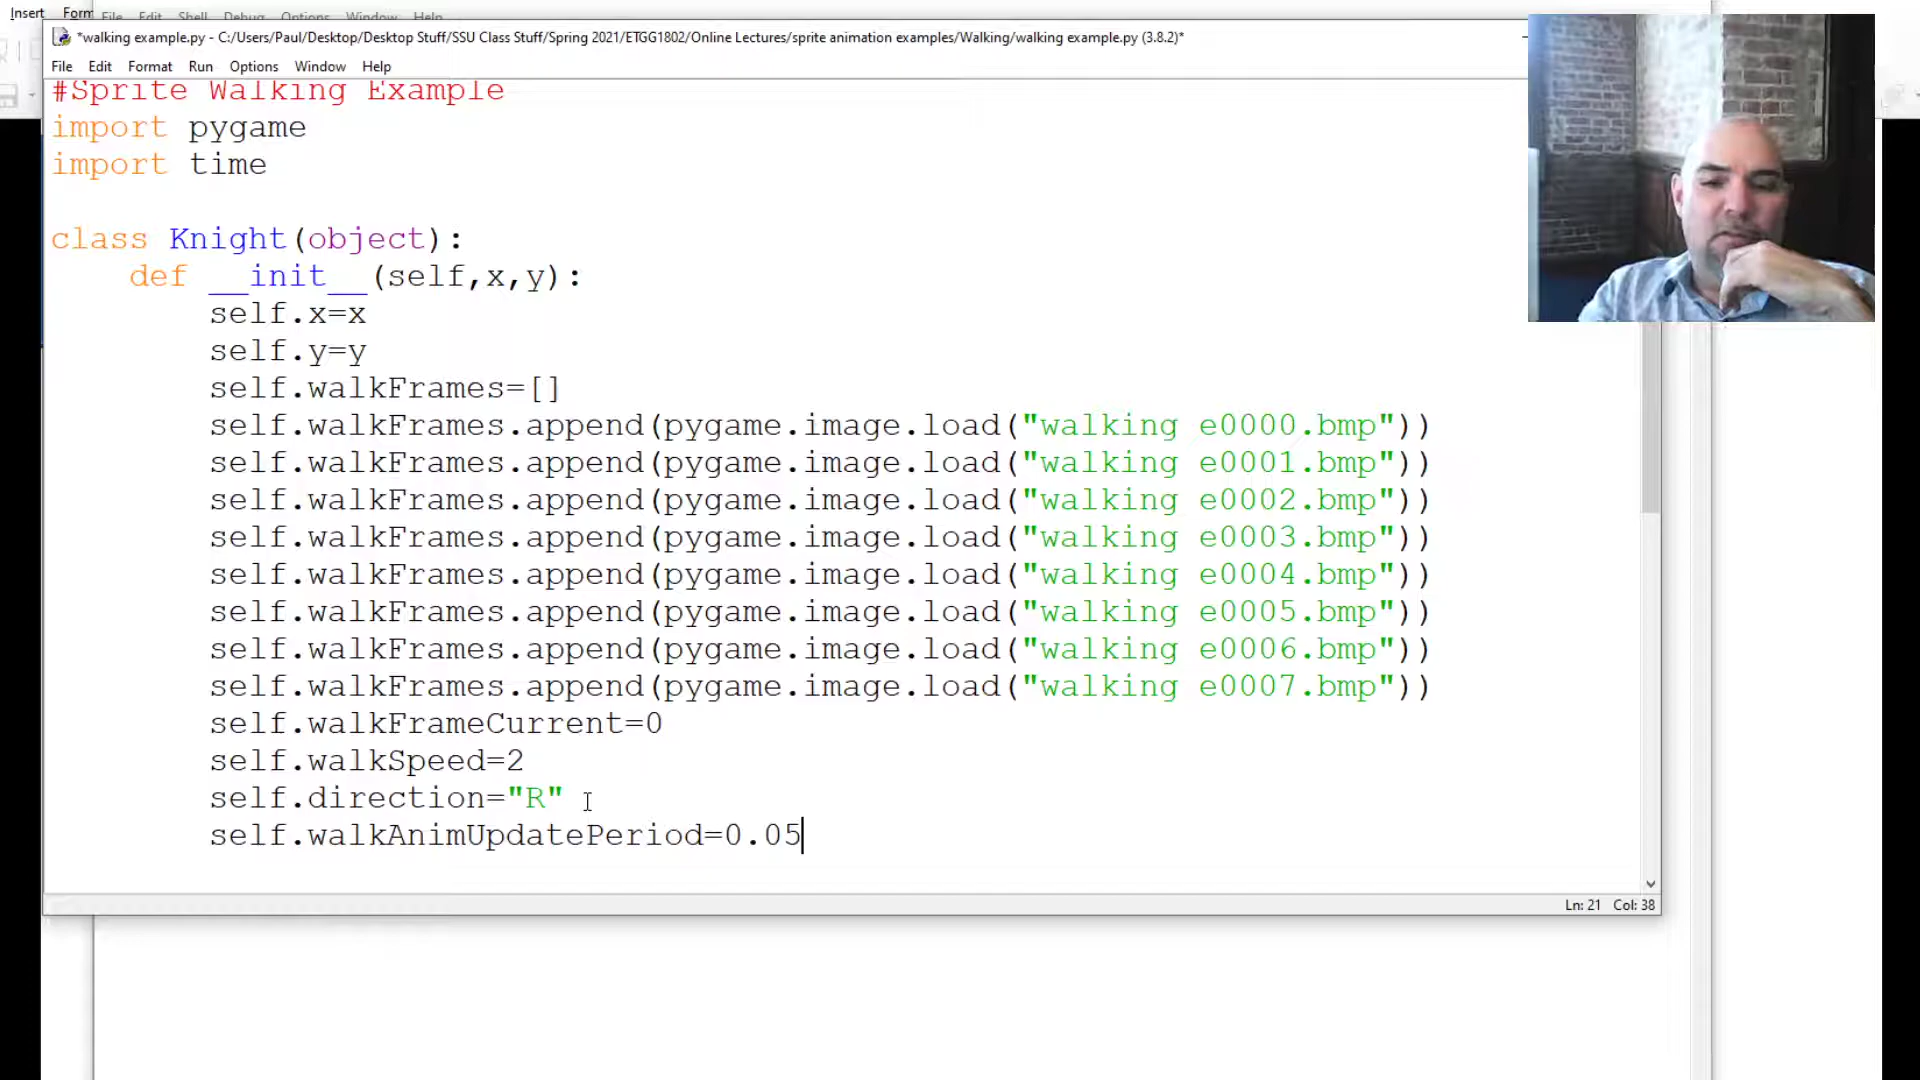 Insert Form File Edit Shell Debug Options Window Help
*walking example.py - C:/Users/Paul/Desktop/Desktop Stuff/SSU Class Stuff/Spring 2021/ETGG1802/Online Lectures/sprite animation examples/Walking/walking example.py (3.8.2)*
File Edit Format Run Options Window Help
#Sprite Walking Example
import pygame
import time
class Knight(object):
    def __init__(self,x,y):
        self.x=x
        self.y=y
        self.walkFrames=[]
        self.walkFrames.append(pygame.image.load("walking e0000.bmp"))
        self.walkFrames.append(pygame.image.load("walking e0001.bmp"))
        self.walkFrames.append(pygame.image.load("walking e0002.bmp"))
        self.walkFrames.append(pygame.image.load("walking e0003.bmp"))
        self.walkFrames.append(pygame.image.load("walking e0004.bmp"))
        self.walkFrames.append(pygame.image.load("walking e0005.bmp"))
        self.walkFrames.append(pygame.image.load("walking e0006.bmp"))
        self.walkFrames.append(pygame.image.load("walking e0007.bmp"))
        self.walkFrameCurrent=0
        self.walkSpeed=2
        self.direction="R"
        self.walkAnimUpdatePeriod=0.05
Ln: 21 Col: 38